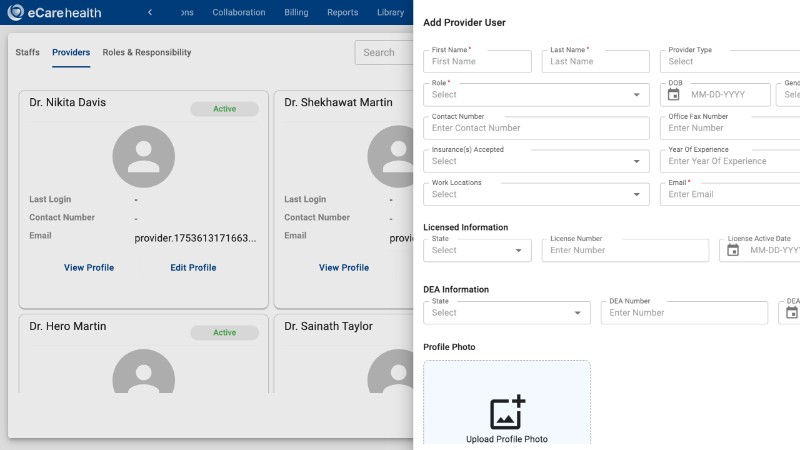 eCarehealth
ons
Collaboration
Billing
Reports
Library
Staffs
Providers
Roles & Responsibility
Search
Dr. Nikita Davis
Active
Last Login
-
Contact Number
-
Email
provider.1753613171663...
View Profile
Edit Profile
Dr. Shekhawat Martin
Last Login
Contact Number
Email
provi
View Profile
Dr. Hero Martin
Active
Dr. Sainath Taylor
Add Provider User
First Name *
First Name
Last Name *
Last Name
Provider Type
Select
Role *
Select
DOB
MM-DD-YYYY
Gend
Sele
Contact Number
Enter Contact Number
Office Fax Number
Enter Number
Insurance(s) Accepted
Select
Year Of Experience
Enter Year Of Experience
Work Locations
Select
Email *
Enter Email
Licensed Information
State
Select
License Number
Enter Number
License Active Date
MM-DD-YYY
DEA Information
State
Select
DEA Number
Enter Number
DEA
Profile Photo
Upload Profile Photo